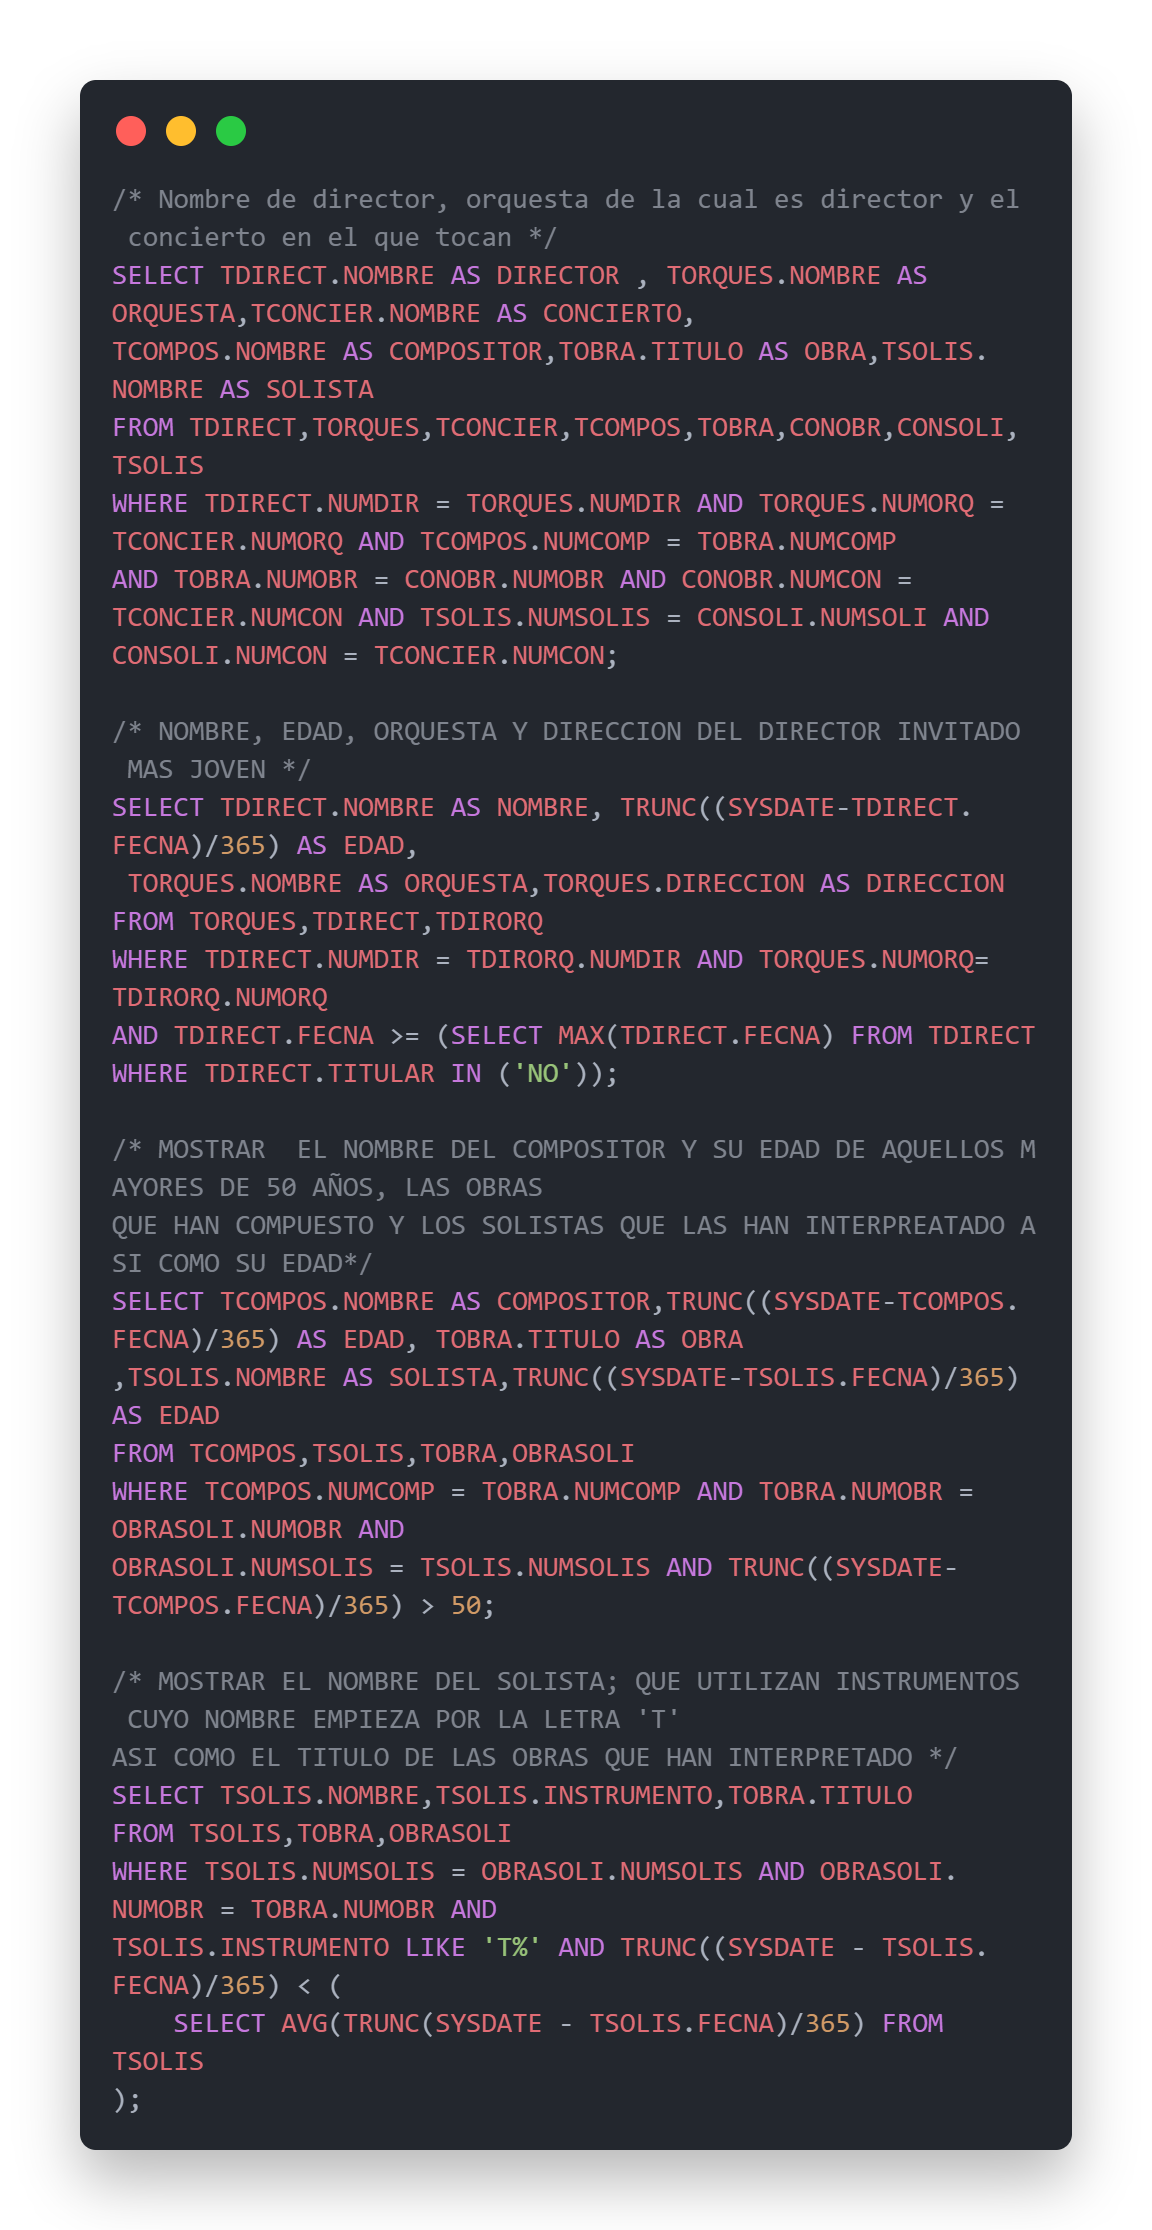 /* Nombre de director, orquesta de la cual es director y el
 concierto en el que tocan */
SELECT TDIRECT.NOMBRE AS DIRECTOR , TORQUES.NOMBRE AS
ORQUESTA,TCONCIER.NOMBRE AS CONCIERTO,
TCOMPOS.NOMBRE AS COMPOSITOR,TOBRA.TITULO AS OBRA,TSOLIS.
NOMBRE AS SOLISTA
FROM TDIRECT,TORQUES,TCONCIER,TCOMPOS,TOBRA,CONOBR,CONSOLI,
TSOLIS
WHERE TDIRECT.NUMDIR = TORQUES.NUMDIR AND TORQUES.NUMORQ =
TCONCIER.NUMORQ AND TCOMPOS.NUMCOMP = TOBRA.NUMCOMP
AND TOBRA.NUMOBR = CONOBR.NUMOBR AND CONOBR.NUMCON =
TCONCIER.NUMCON AND TSOLIS.NUMSOLIS = CONSOLI.NUMSOLI AND
CONSOLI.NUMCON = TCONCIER.NUMCON;

/* NOMBRE, EDAD, ORQUESTA Y DIRECCION DEL DIRECTOR INVITADO
 MAS JOVEN */
SELECT TDIRECT.NOMBRE AS NOMBRE, TRUNC((SYSDATE-TDIRECT.
FECNA)/365) AS EDAD,
 TORQUES.NOMBRE AS ORQUESTA,TORQUES.DIRECCION AS DIRECCION
FROM TORQUES,TDIRECT,TDIRORQ
WHERE TDIRECT.NUMDIR = TDIRORQ.NUMDIR AND TORQUES.NUMORQ=
TDIRORQ.NUMORQ
AND TDIRECT.FECNA >= (SELECT MAX(TDIRECT.FECNA) FROM TDIRECT
WHERE TDIRECT.TITULAR IN ('NO'));

/* MOSTRAR  EL NOMBRE DEL COMPOSITOR Y SU EDAD DE AQUELLOS M
AYORES DE 50 AÑOS, LAS OBRAS
QUE HAN COMPUESTO Y LOS SOLISTAS QUE LAS HAN INTERPREATADO A
SI COMO SU EDAD*/
SELECT TCOMPOS.NOMBRE AS COMPOSITOR,TRUNC((SYSDATE-TCOMPOS.
FECNA)/365) AS EDAD, TOBRA.TITULO AS OBRA
,TSOLIS.NOMBRE AS SOLISTA,TRUNC((SYSDATE-TSOLIS.FECNA)/365)
AS EDAD
FROM TCOMPOS,TSOLIS,TOBRA,OBRASOLI
WHERE TCOMPOS.NUMCOMP = TOBRA.NUMCOMP AND TOBRA.NUMOBR =
OBRASOLI.NUMOBR AND
OBRASOLI.NUMSOLIS = TSOLIS.NUMSOLIS AND TRUNC((SYSDATE-
TCOMPOS.FECNA)/365) > 50;

/* MOSTRAR EL NOMBRE DEL SOLISTA; QUE UTILIZAN INSTRUMENTOS
 CUYO NOMBRE EMPIEZA POR LA LETRA 'T'
ASI COMO EL TITULO DE LAS OBRAS QUE HAN INTERPRETADO */
SELECT TSOLIS.NOMBRE,TSOLIS.INSTRUMENTO,TOBRA.TITULO
FROM TSOLIS,TOBRA,OBRASOLI
WHERE TSOLIS.NUMSOLIS = OBRASOLI.NUMSOLIS AND OBRASOLI.
NUMOBR = TOBRA.NUMOBR AND
TSOLIS.INSTRUMENTO LIKE 'T%' AND TRUNC((SYSDATE - TSOLIS.
FECNA)/365) < (
    SELECT AVG(TRUNC(SYSDATE - TSOLIS.FECNA)/365) FROM
TSOLIS
);